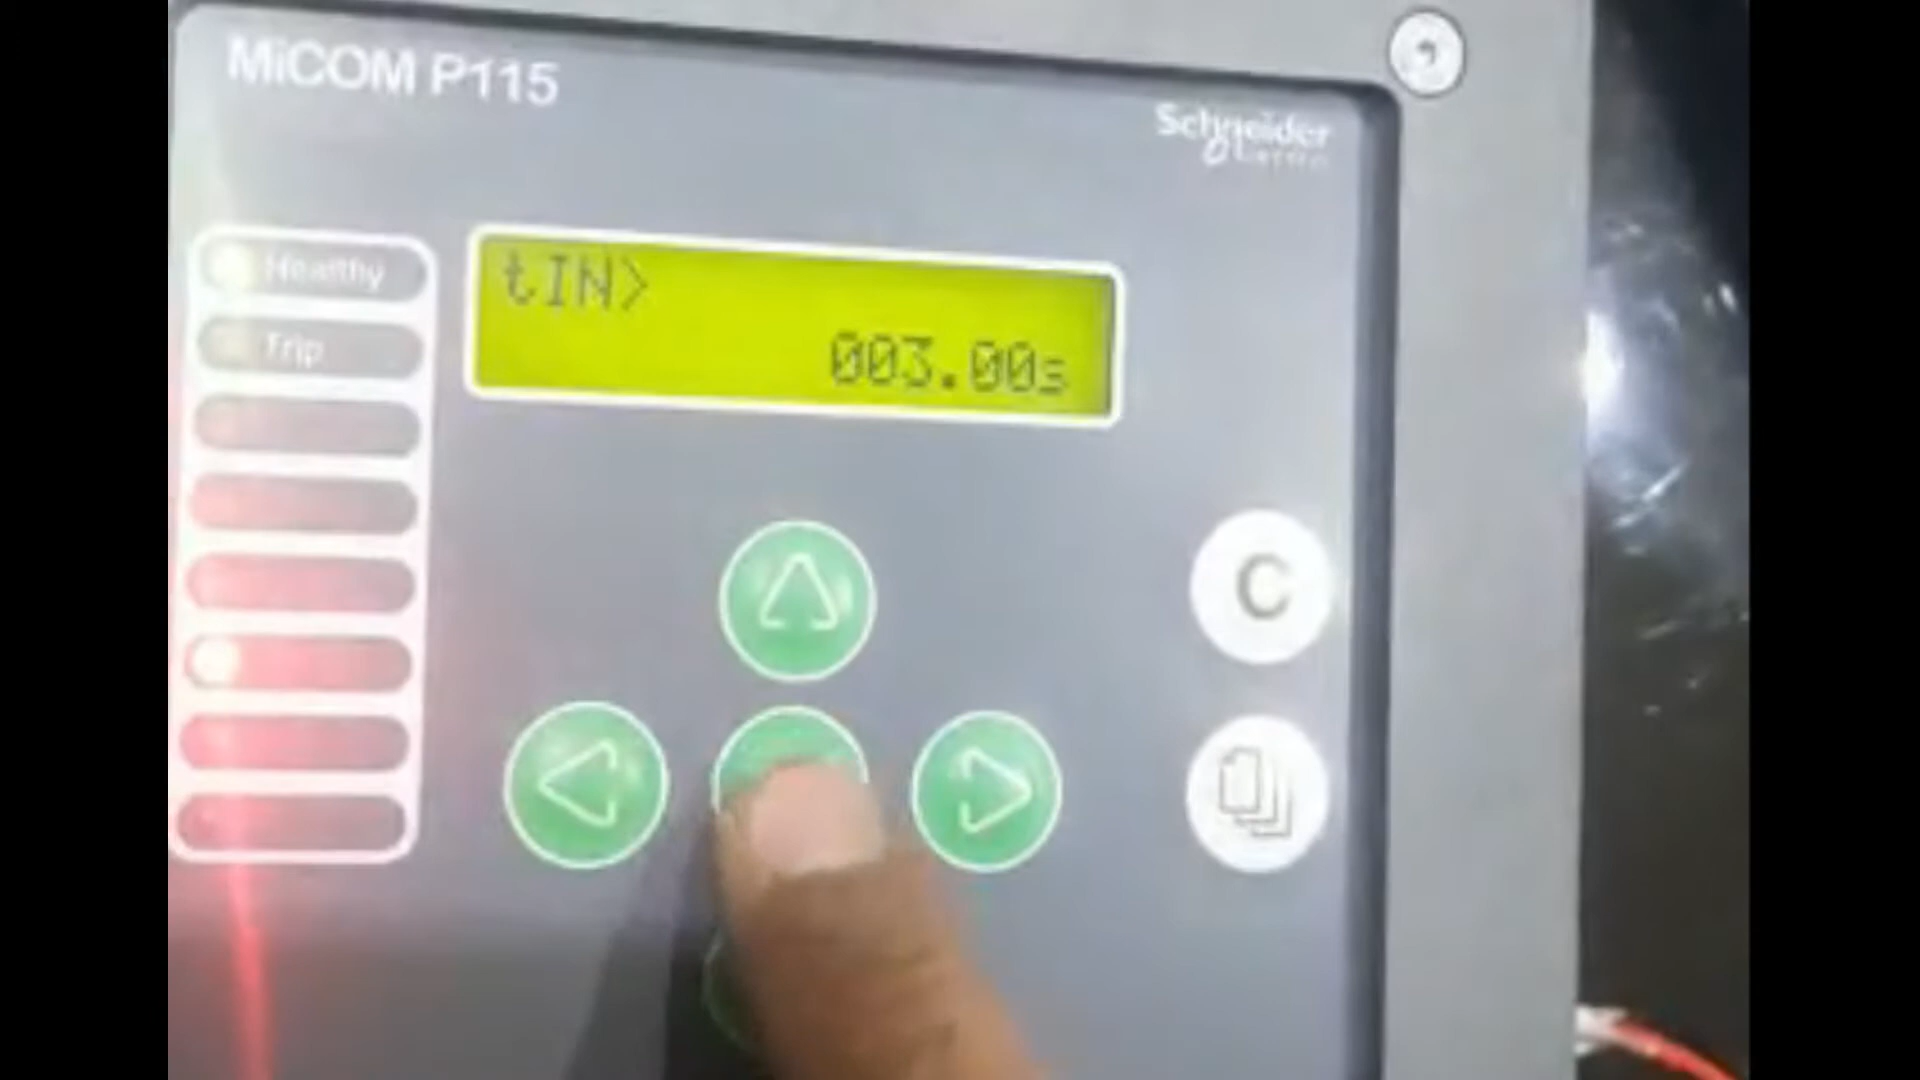 MiCOM P115
Schneider
Healthy
tIN>
003.00s
Trip
C